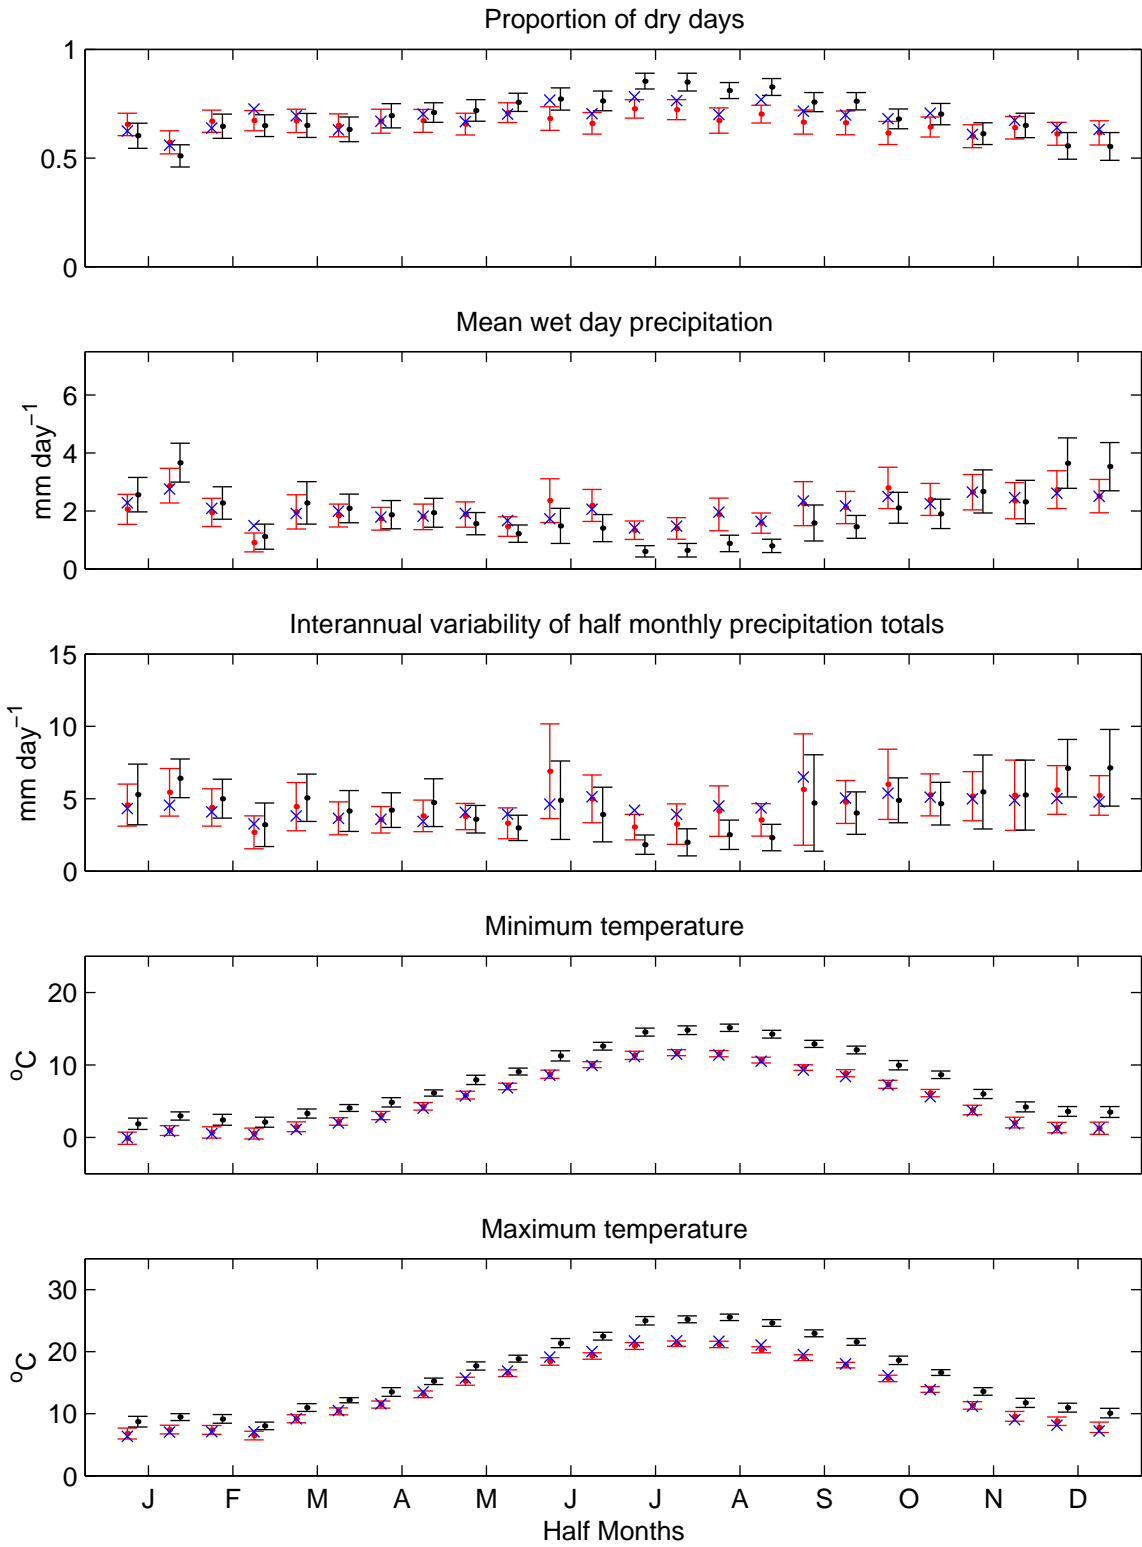 Proportion of dry days
1
0.5
0
Mean wet day precipitation
6
4
2
0
mm day⁻¹
Interannual variability of half monthly precipitation totals
15
10
5
0
mm day⁻¹
Minimum temperature
20
10
0
°C
Maximum temperature
30
20
10
0
°C
J F M A M J J A S O N D
Half Months